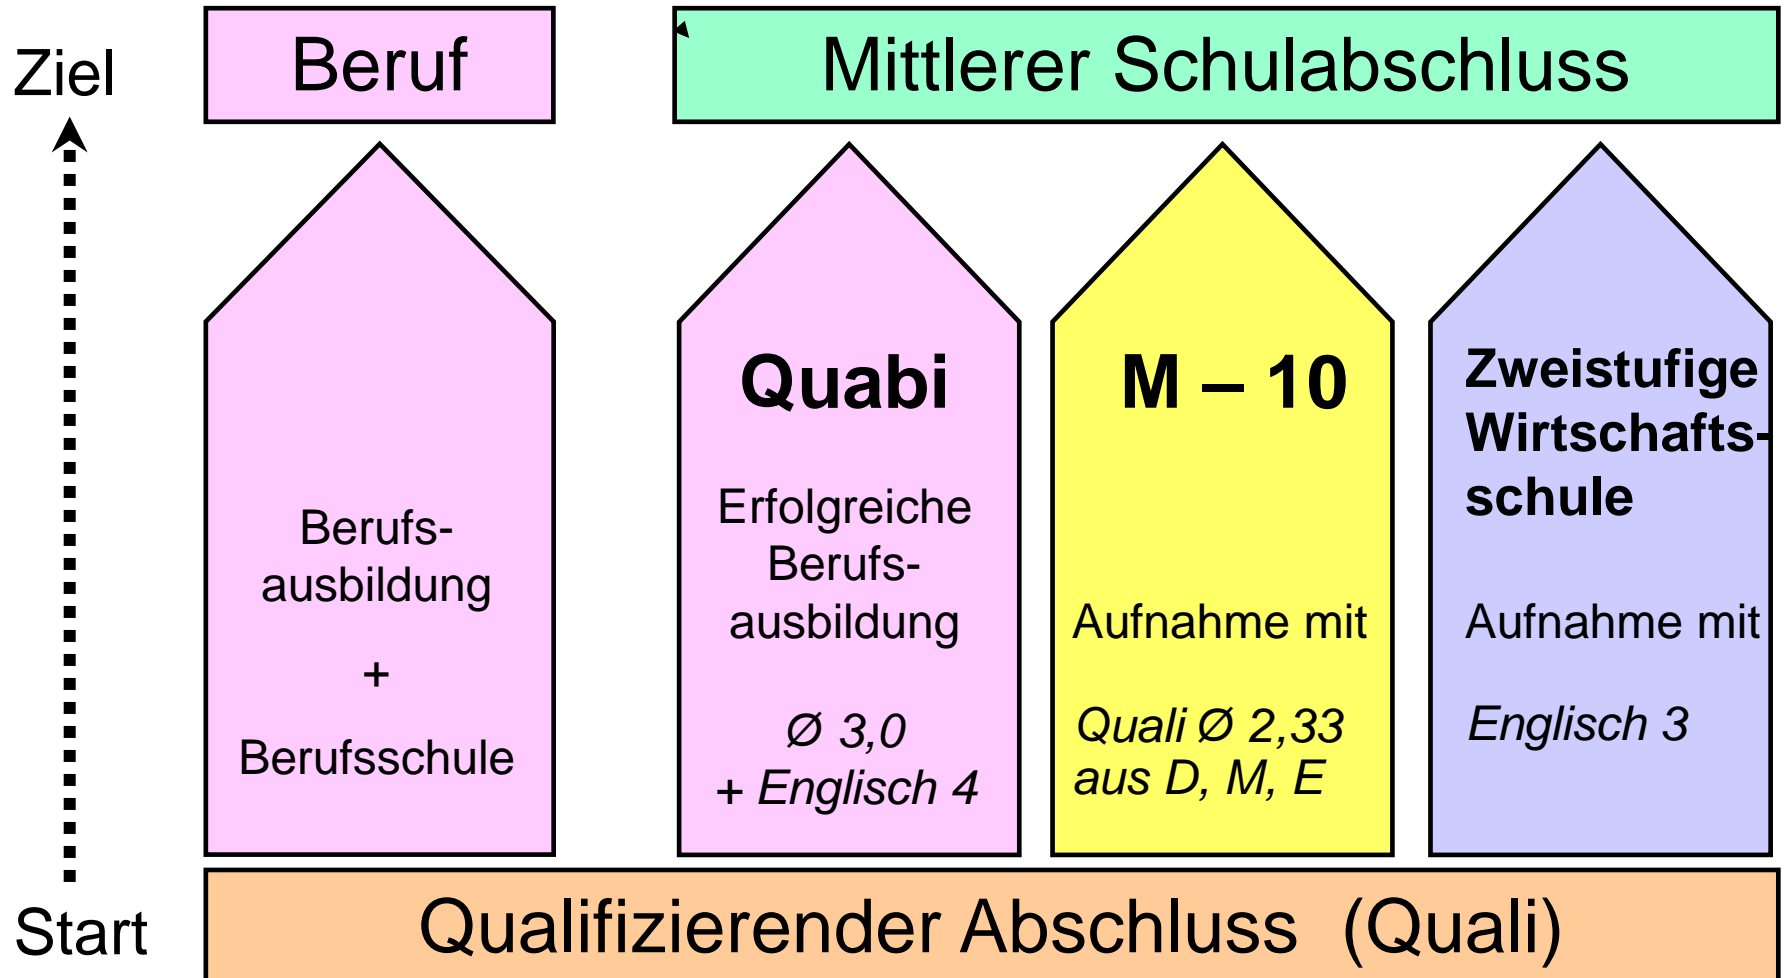 Ziel
Beruf
Mittlerer Schulabschluss
Berufs-
ausbildung
+
Berufsschule
Quabi
Erfolgreiche
Berufs-
ausbildung
Ø 3,0
+ Englisch 4
M – 10
Aufnahme mit
Quali Ø 2,33
aus D, M, E
Zweistufige
Wirtschafts-
schule
Aufnahme mit
Englisch 3
Start
Qualifizierender Abschluss (Quali)